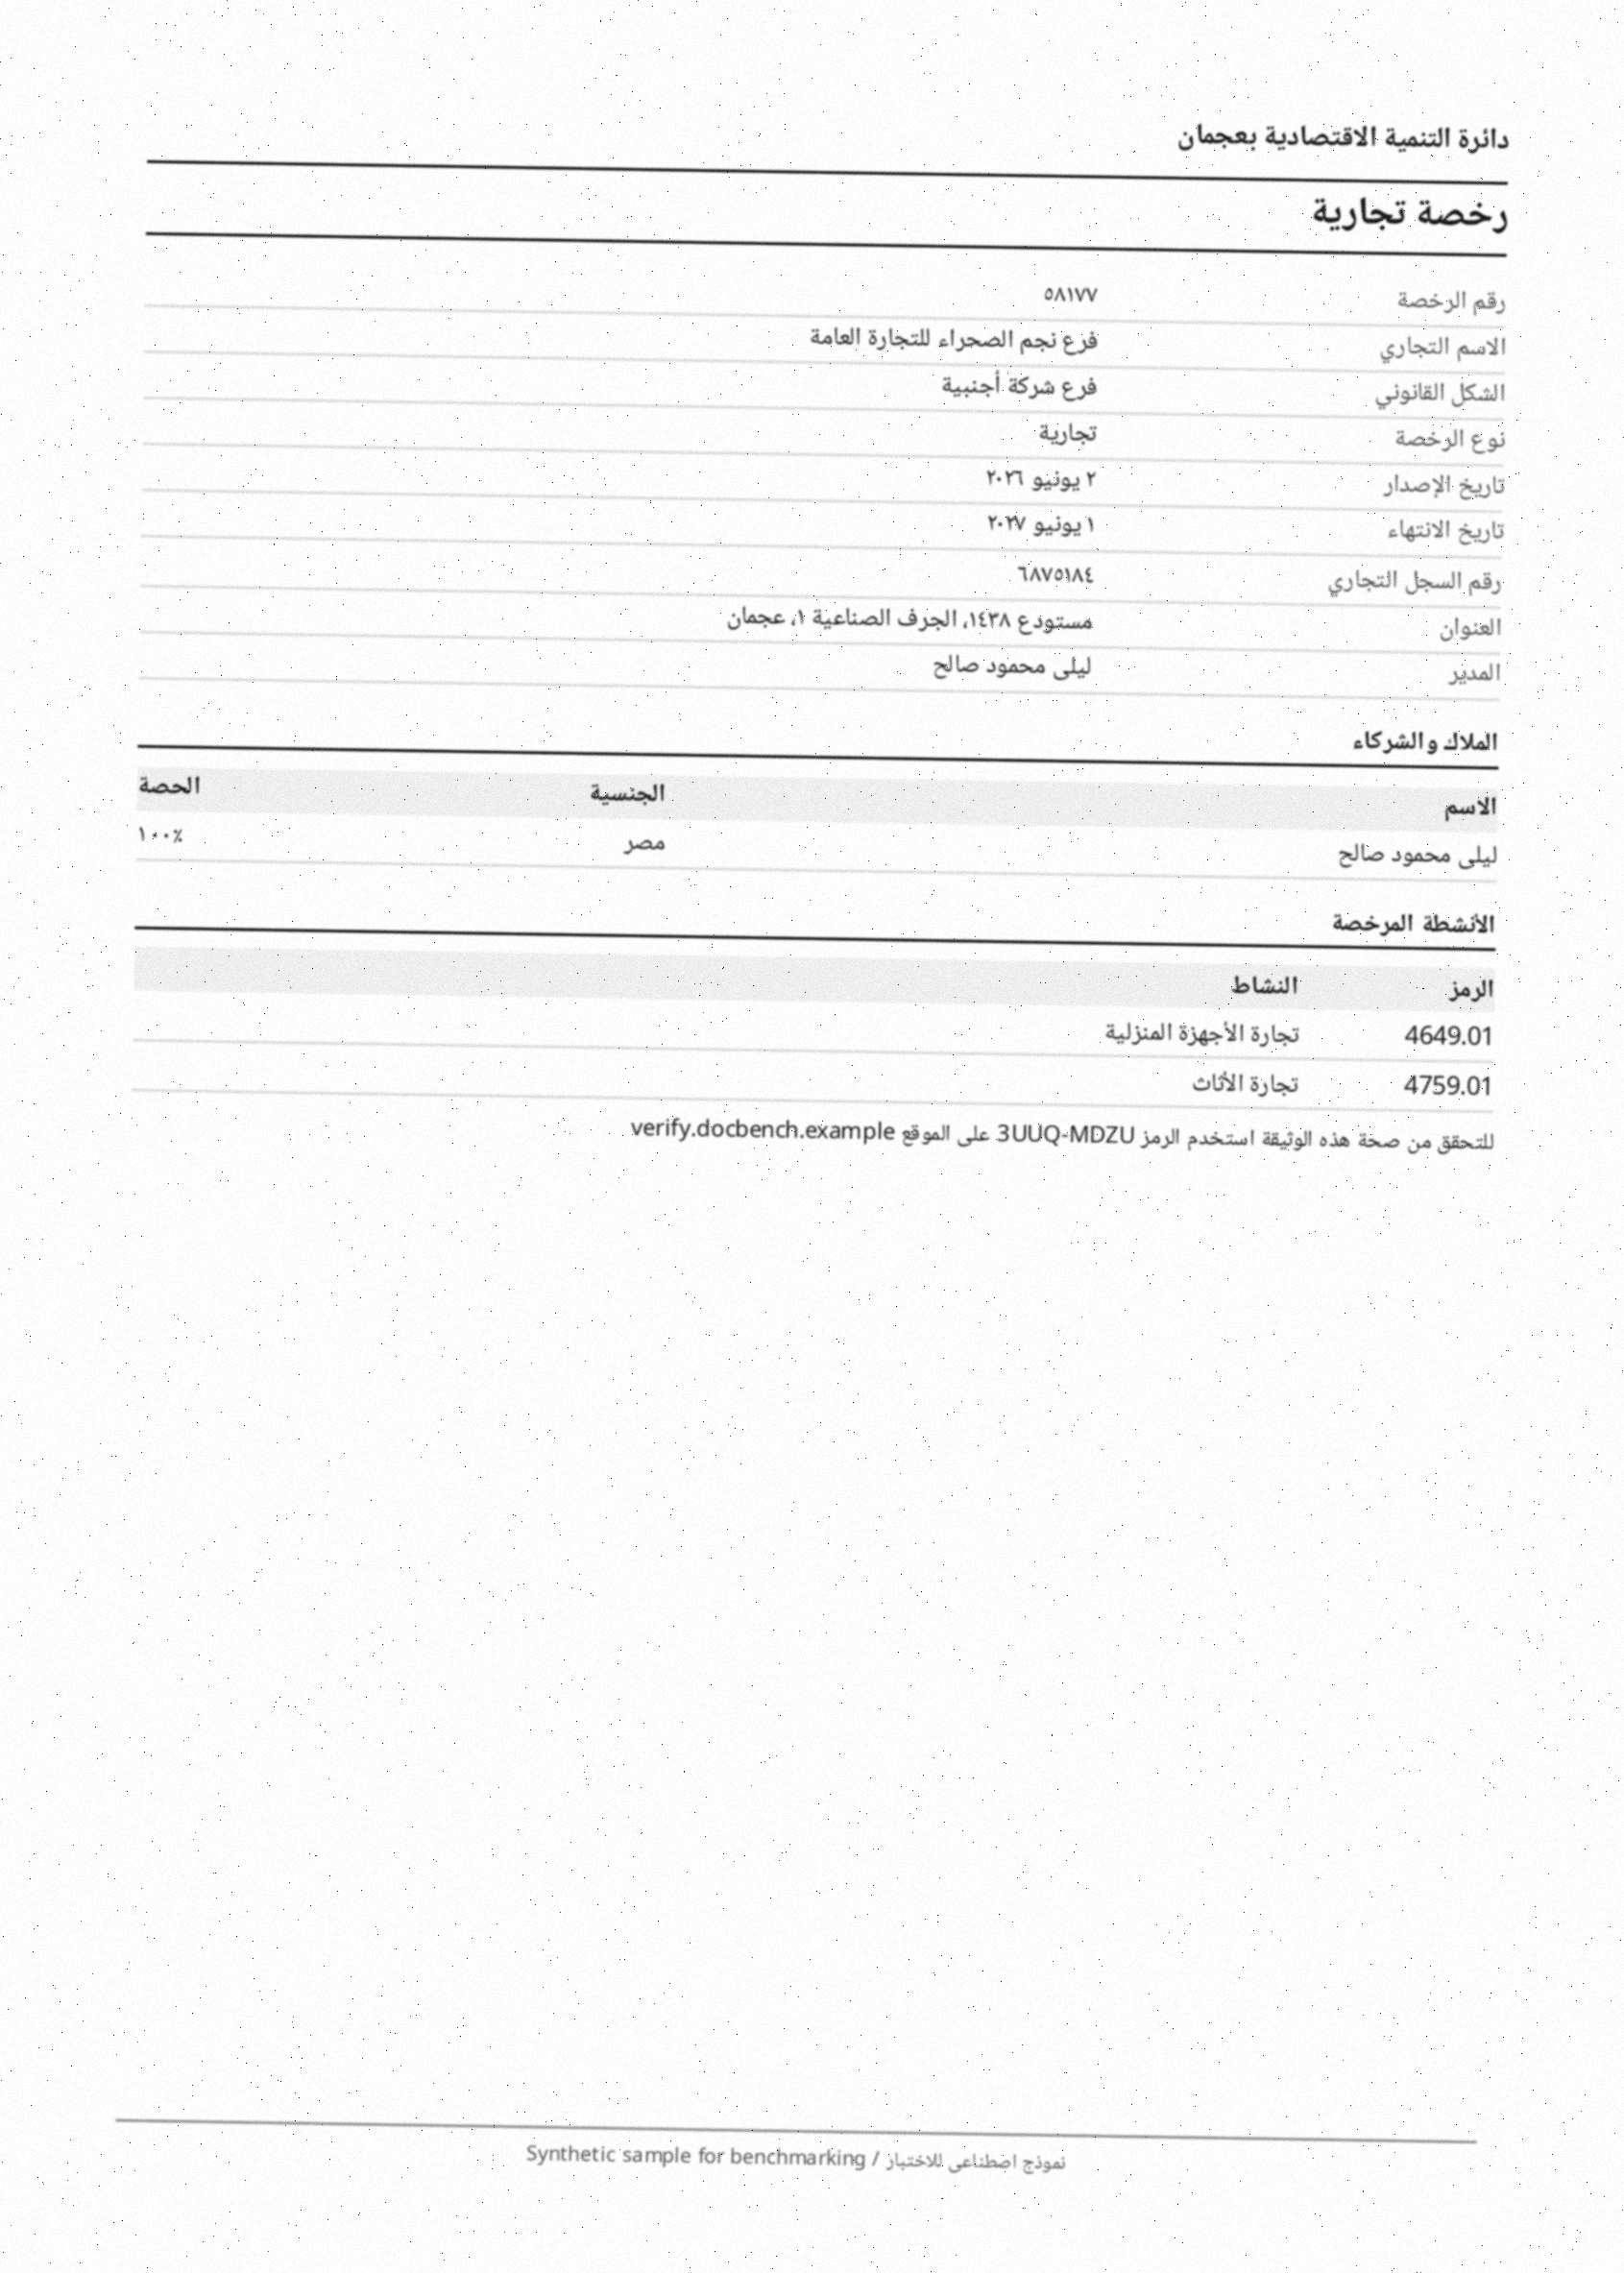 دائرة التنمية الاقتصادية بعجمان
رخصة تجارية
رقم الرخصة ٥٨١٧٧
الاسم التجاري فرع نجم الصحراء للتجارة العامة
الشكل القانوني فرع شركة أجنبية
نوع الرخصة تجارية
تاريخ الإصدار ٢ يونيو ٢٠٢٦
تاريخ الانتهاء ١ يونيو ٢٠٢٧
رقم السجل التجاري ٦٨٧٥١٨٤
العنوان مستودع ١٤٣٨، الجرف الصناعية ١، عجمان
المدير ليلى محمود صالح
الملاك والشركاء
الاسم الجنسية الحصة
ليلى محمود صالح مصر ١٠٠٪
الأنشطة المرخصة
الرمز النشاط
4649.01 تجارة الأجهزة المنزلية
4759.01 تجارة الأثاث
للتحقق من صحة هذه الوثيقة استخدم الرمز 3UUQ-MDZU على الموقع verify.docbench.example
نموذج اصطناعي للاختبار / Synthetic sample for benchmarking